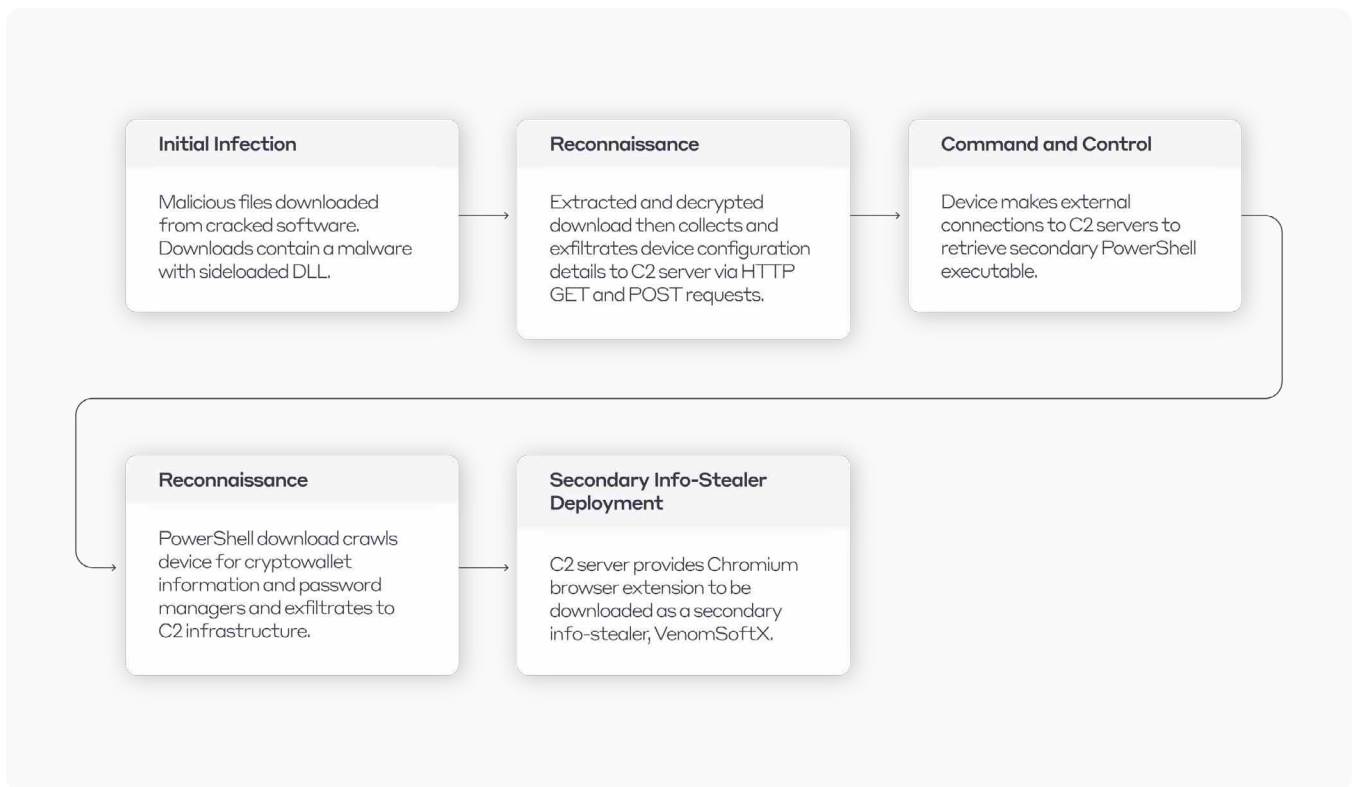 Initial Infection
Malicious files downloaded
from cracked software.
Downloads contain a malware
with sideloaded DLL.
Reconnaissance
Extracted and decrypted
download then collects and
exfiltrates device configuration
details to C2 server via HTTP
GET and POST requests.
Command and Control
Device makes external
connections to C2 servers to
retrieve secondary PowerShell
executable.
Reconnaissance
PowerShell download crawls
device for cryptowallet
information and password
managers and exfiltrates to
C2 infrastructure.
Secondary Info-Stealer
Deployment
C2 server provides Chromium
browser extension to be
downloaded as a secondary
info-stealer, VenomSoftX.